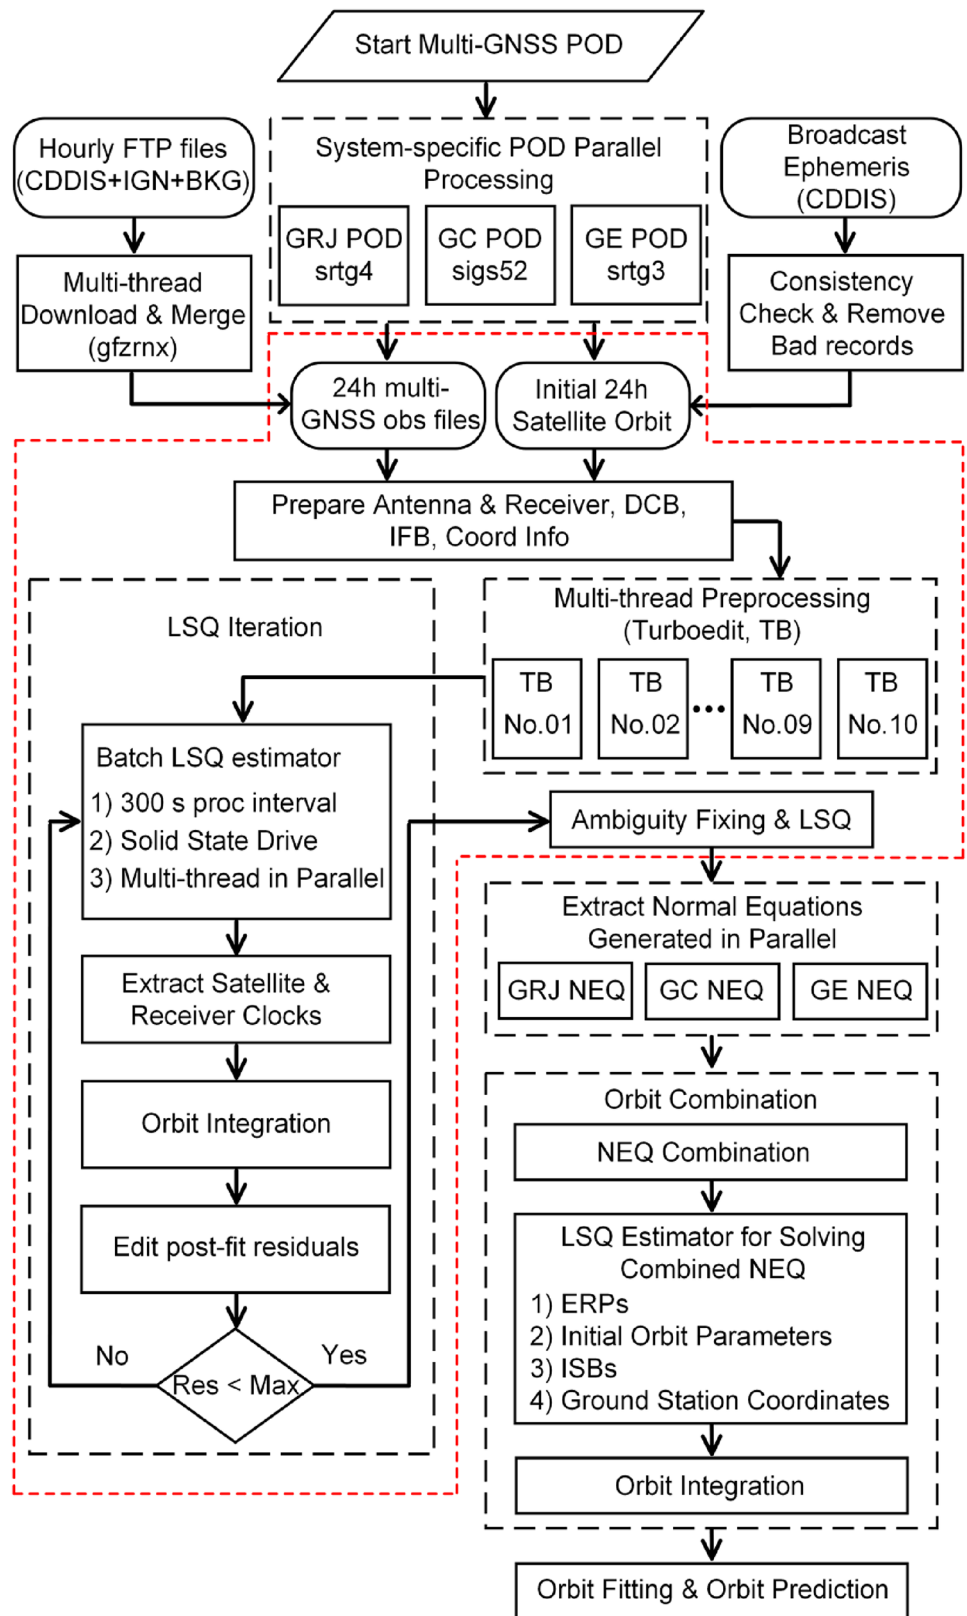 Start Multi-GNSS POD
Hourly FTP files
(CDDIS+IGN+BKG)
System-specific POD Parallel
Processing
Broadcast
Ephemeris
(CDDIS)
GRJ POD
srtg4
GC POD
sigs52
GE POD
srtg3
Multi-thread
Download & Merge
(gfzrnx)
Consistency
Check & Remove
Bad records
24h multi-
GNSS obs files
Initial 24h
Satellite Orbit
Prepare Antenna & Receiver, DCB,
IFB, Coord Info
Multi-thread Preprocessing
(Turboedit, TB)
TB
No.01
TB
No.02
...
TB
No.09
TB
No.10
LSQ Iteration
Batch LSQ estimator
1) 300 s proc interval
2) Solid State Drive
3) Multi-thread in Parallel
Extract Satellite &
Receiver Clocks
Orbit Integration
Edit post-fit residuals
No
Yes
Res < Max
Ambiguity Fixing & LSQ
Extract Normal Equations
Generated in Parallel
GRJ NEQ
GC NEQ
GE NEQ
Orbit Combination
NEQ Combination
LSQ Estimator for Solving
Combined NEQ
1) ERPs
2) Initial Orbit Parameters
3) ISBs
4) Ground Station Coordinates
Orbit Integration
Orbit Fitting & Orbit Prediction